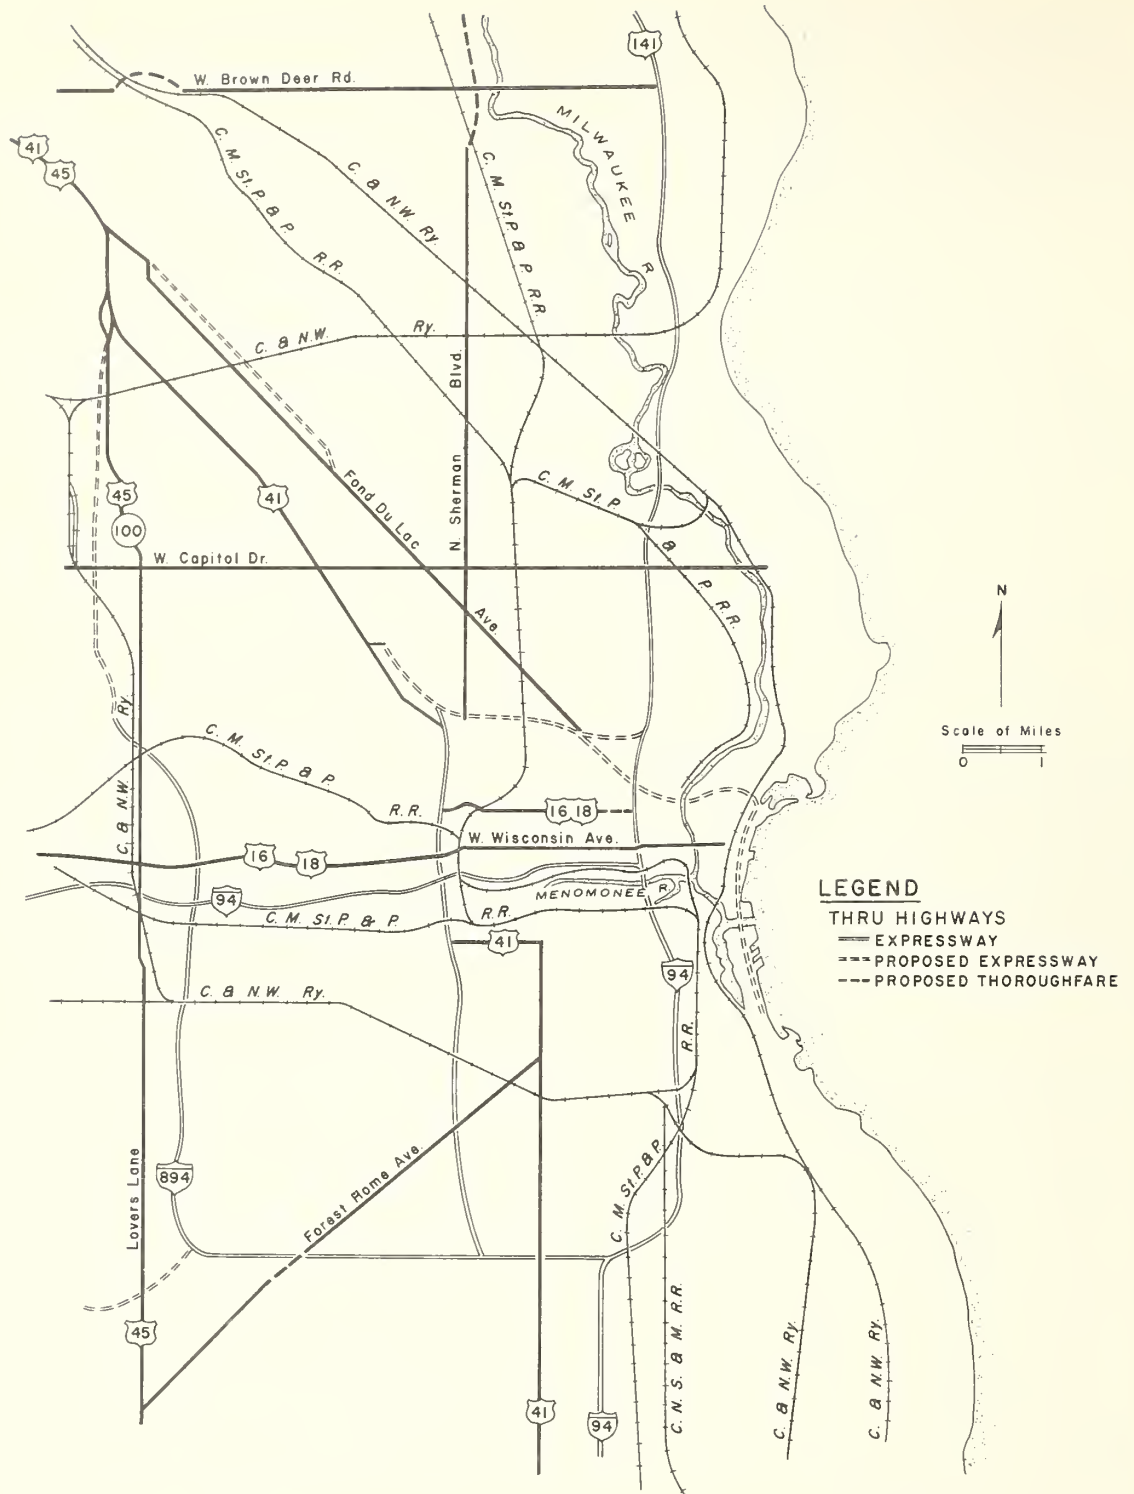 141
W. Brown Deer Rd.
MILWAUKEE R
41
45
C. M. St. P. & P. R. R.
C. & N.W. Ry.
C. M. St. P. & P. R.R.
C. & N.W. Ry.
N. Sherman Blvd.
Fond Du Lac Ave.
C. M. St. P. & P. R.R.
45
41
100
W. Capitol Dr.
N
Scale of Miles
0 1
C. & N.W. Ry.
C. M. St. P. & P. R.R.
16 18
W. Wisconsin Ave.
16 18
94
MENOMONEE R.
C. M. St. P. & P. R.R.
LEGEND
THRU HIGHWAYS
EXPRESSWAY
PROPOSED EXPRESSWAY
PROPOSED THOROUGHFARE
41
94
C. & N.W. Ry.
R.R.
Lovers Lane
894
Forest Home Ave.
C. M. St. P. & P.
45
C. N. S. & M. R.R.
C. & N.W. Ry.
C. & N.W. Ry.
41
94